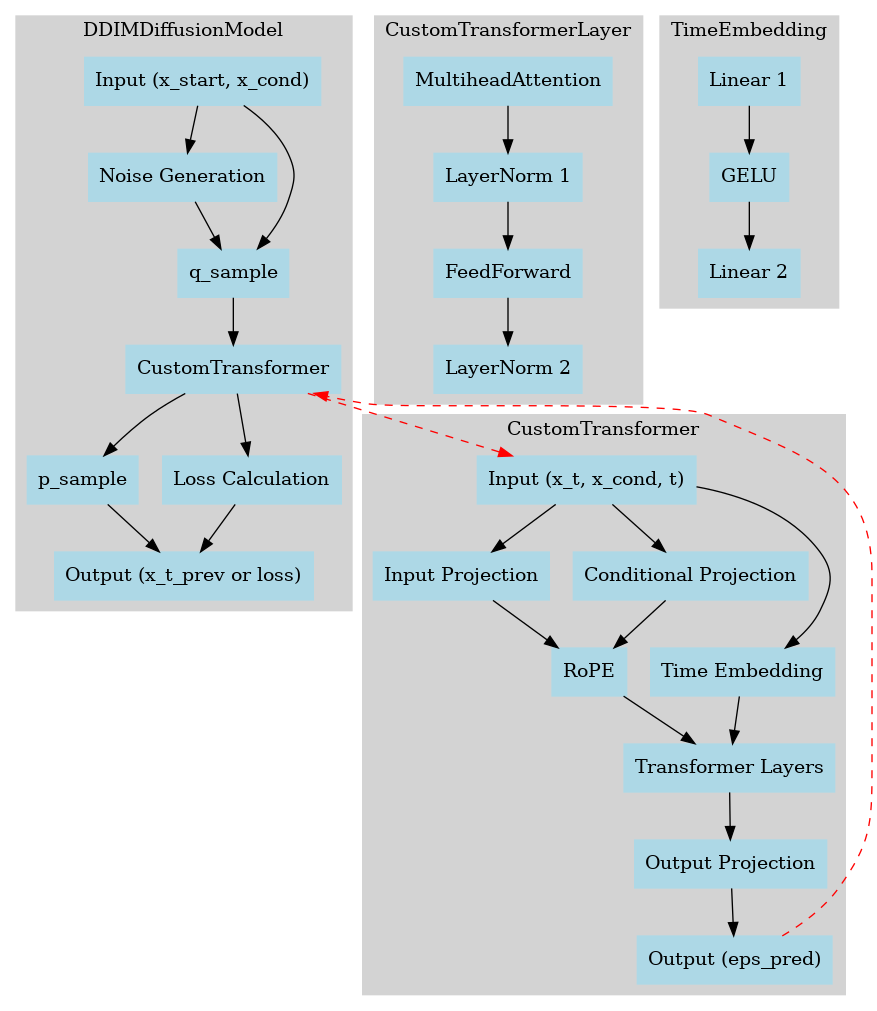 DDIMDiffusionModel
Input (x_start, x_cond)
Noise Generation
q_sample
CustomTransformer
p_sample
Loss Calculation
Output (x_t_prev or loss)
CustomTransformerLayer
MultiheadAttention
LayerNorm 1
FeedForward
LayerNorm 2
TimeEmbedding
Linear 1
GELU
Linear 2
CustomTransformer
Input (x_t, x_cond, t)
Input Projection
Conditional Projection
RoPE
Time Embedding
Transformer Layers
Output Projection
Output (eps_pred)